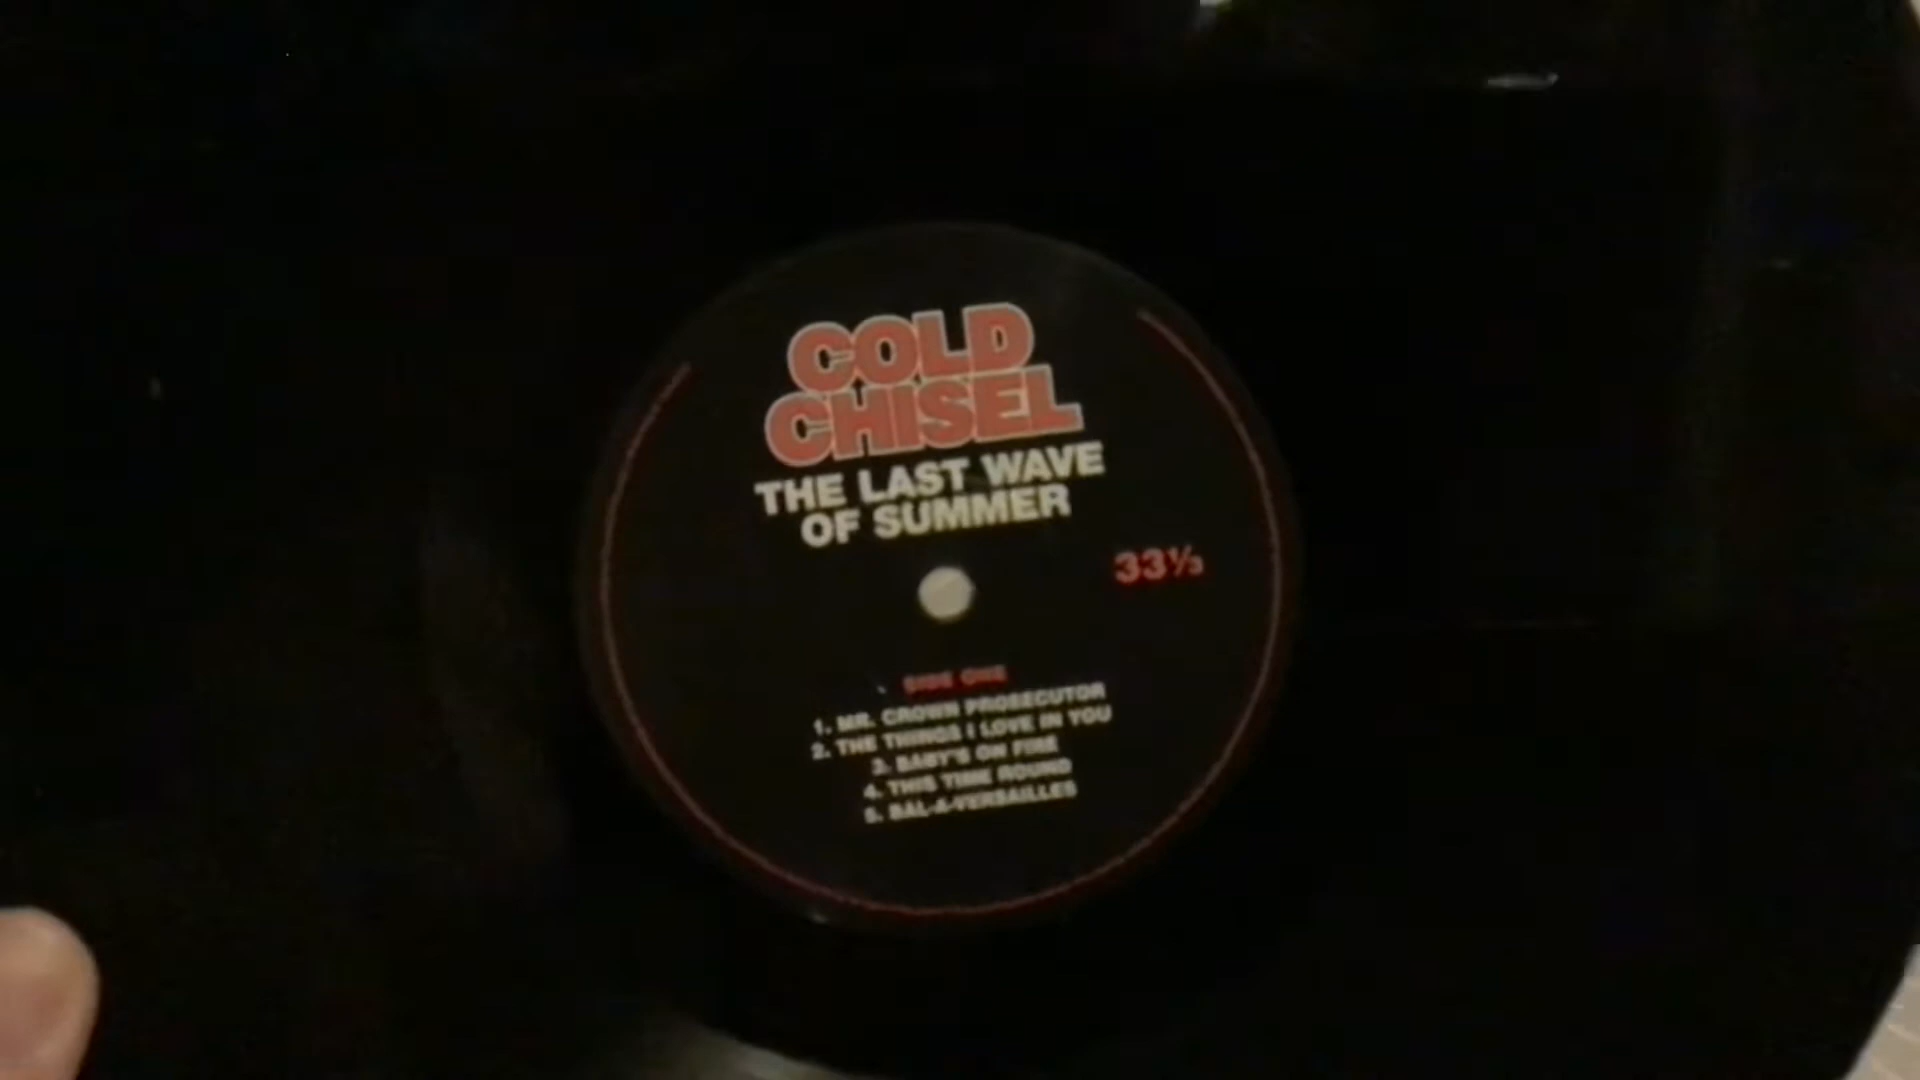 COLD
CHISEL
THE LAST WAVE
OF SUMMER
33⅓
SIDE ONE
1. MR. CROWN PROSECUTOR
2. THE THINGS I LOVE IN YOU
3. BABY'S ON FIRE
4. THIS TIME ROUND
5. BAL-A-VERSAILLES